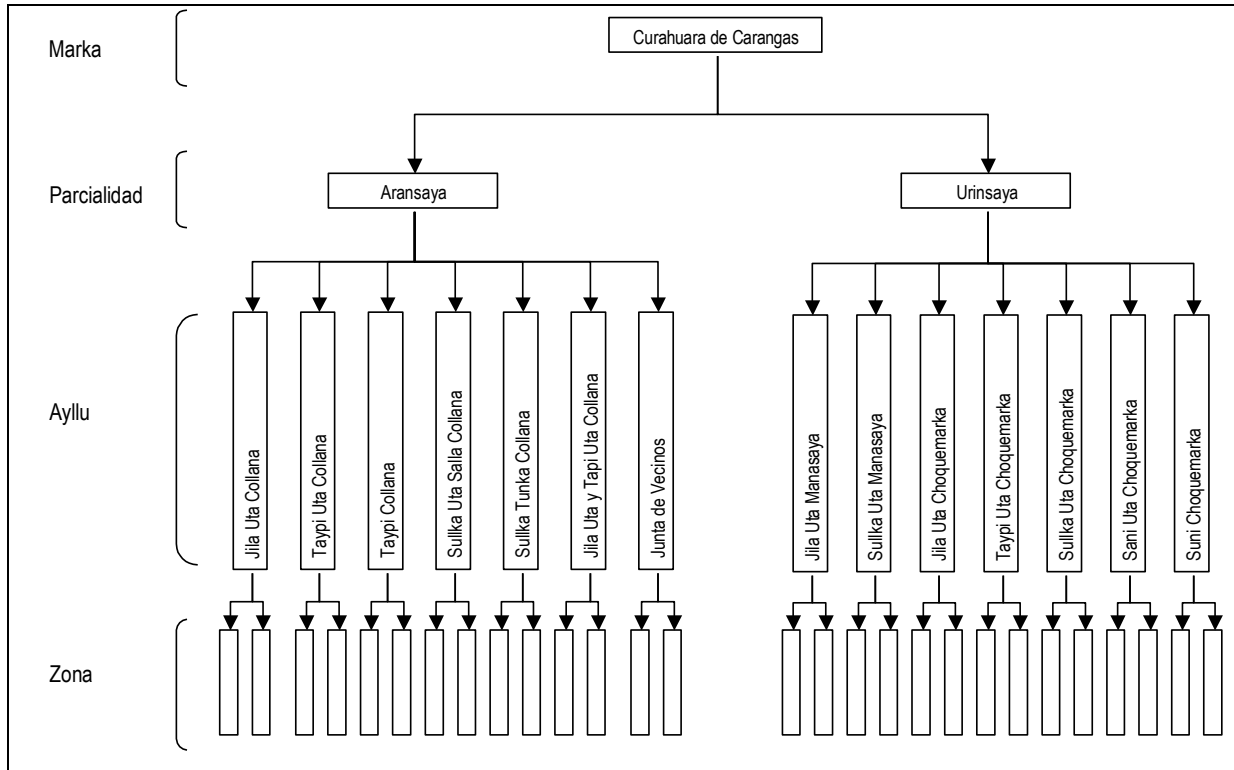 Marka
Curahuara de Carangas
Parcialidad
Aransaya
Urinsaya
Ayllu
Jila Uta Collana
Taypi Uta Collana
Taypi Collana
Sullka Uta Salla Collana
Sullka Tunka Collana
Jila Uta y Tapi Uta Collana
Junta de Vecinos
Jila Uta Manasaya
Sullka Uta Manasaya
Jila Uta Choquemarka
Taypi Uta Choquemarka
Sullka Uta Choquemarka
Sani Uta Choquemarka
Suni Choquemarka
Zona